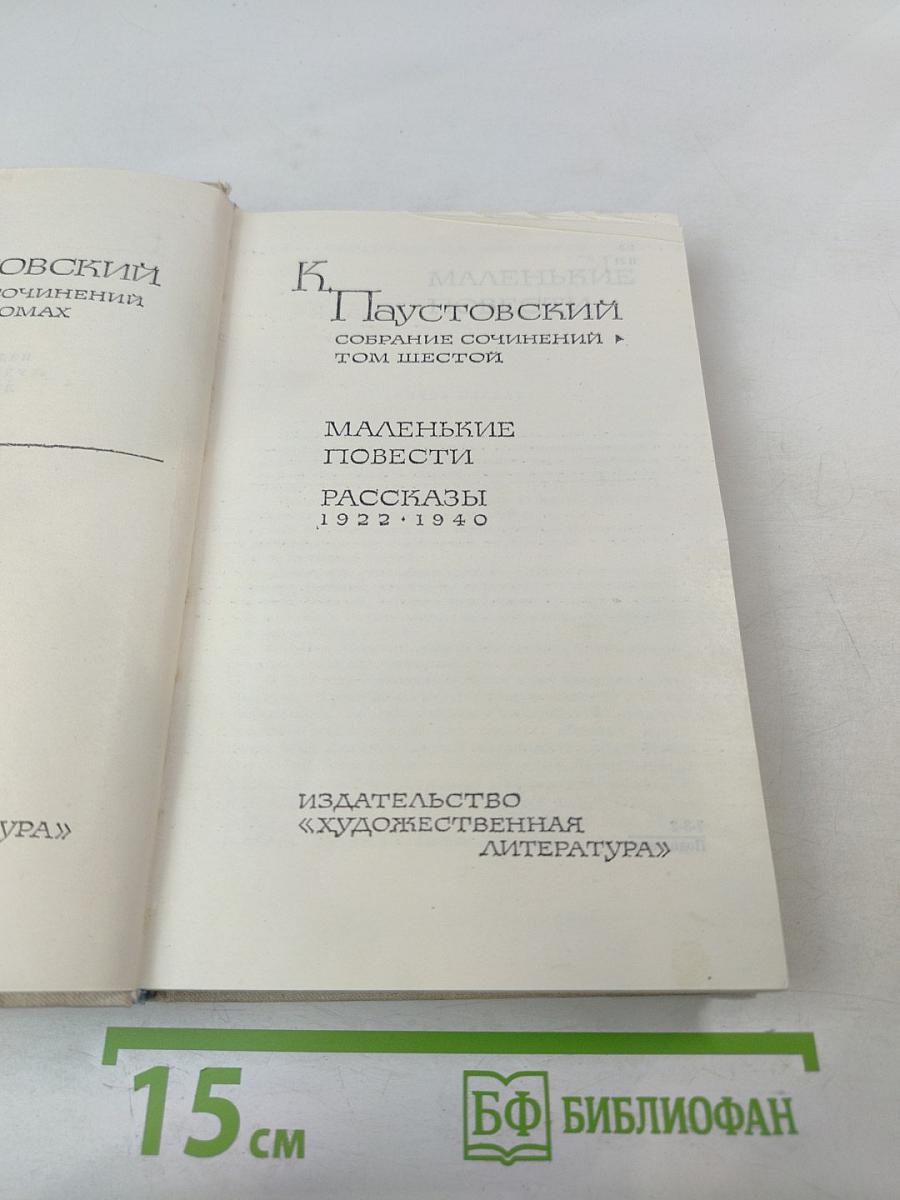 ОВСКИЙ
СОЧИНЕНИЙ
ОМАХ
УРА»
К. Паустовский
СОБРАНИЕ СОЧИНЕНИЙ ▸
ТОМ ШЕСТОЙ
МАЛЕНЬКИЕ
ПОВЕСТИ
РАССКАЗЫ
1922 · 1940
ИЗДАТЕЛЬСТВО
«ХУДОЖЕСТВЕННАЯ
ЛИТЕРАТУРА»
15 см
БФ БИБЛИОФАН